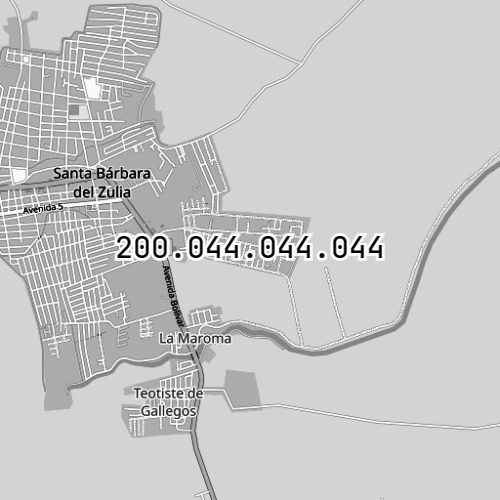 Santa Bárbara
del Zulia
Avenida 5
200.044.044.044
Avenida Bolívar
La Maroma
Teotiste de
Gallegos